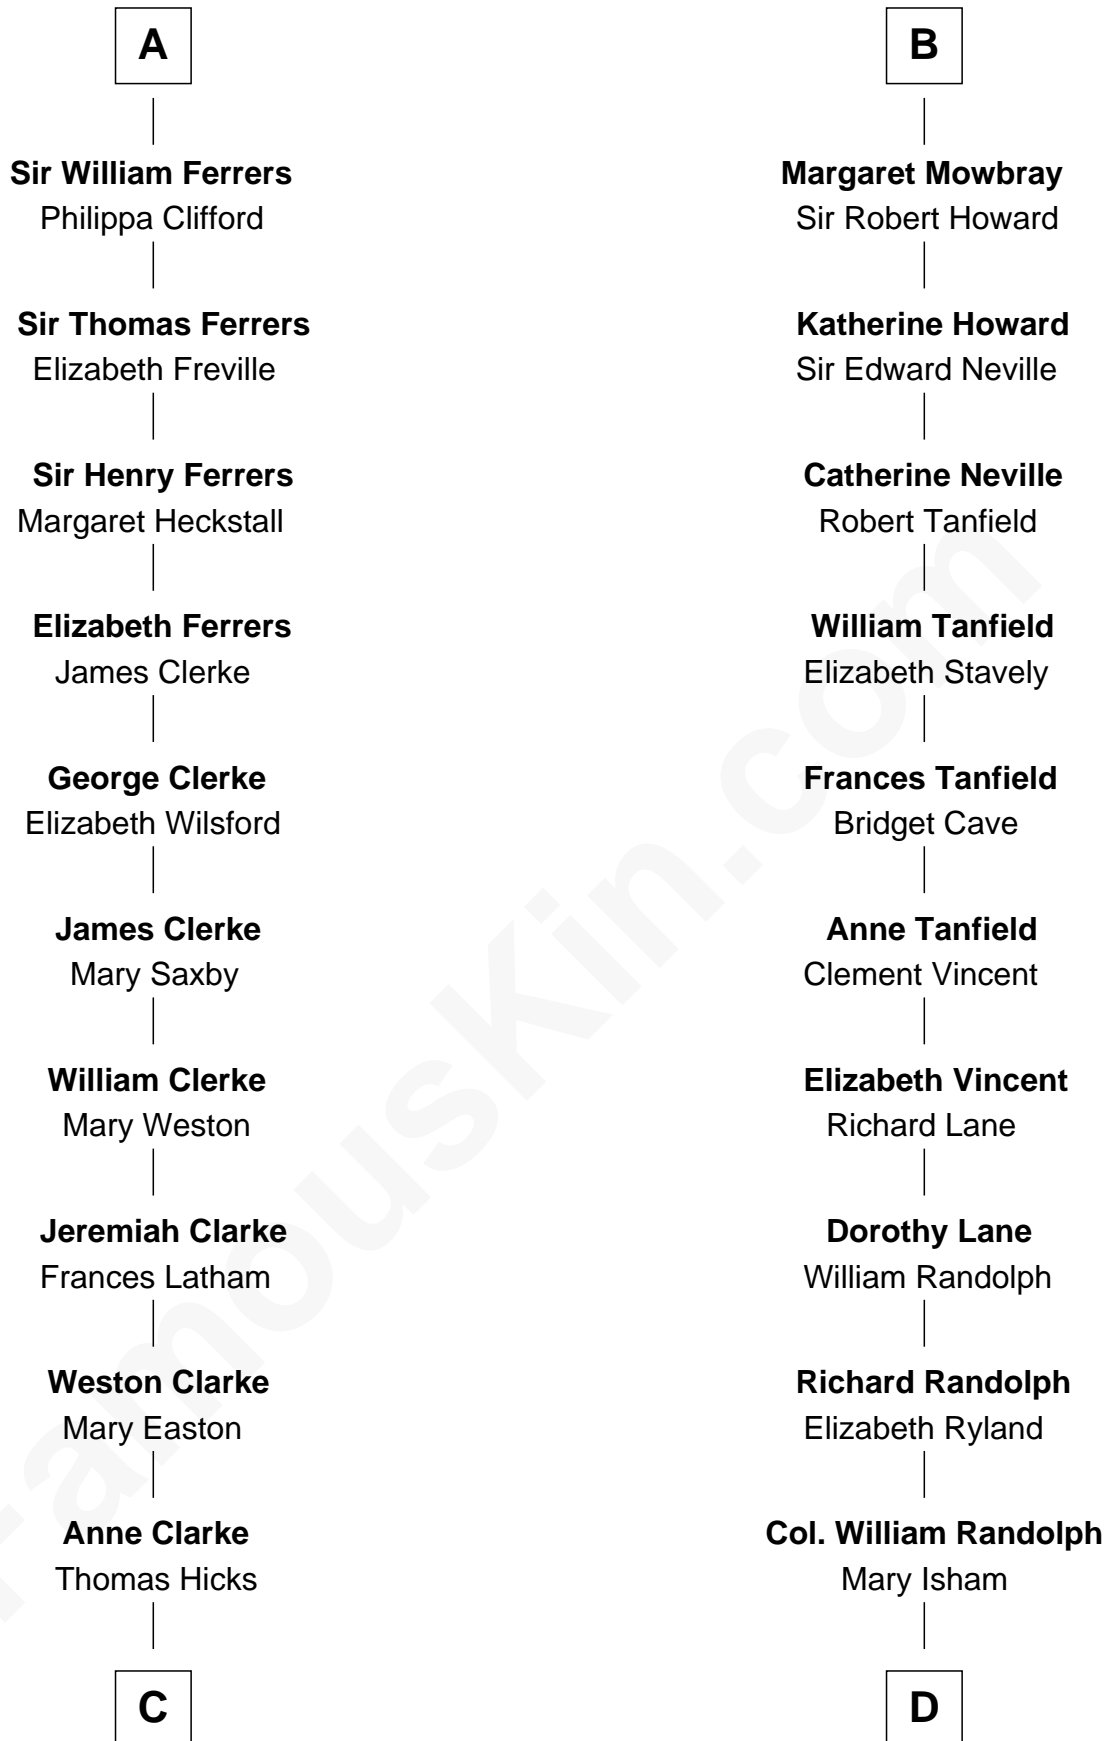 A
Sir William Ferrers
Philippa Clifford
Sir Thomas Ferrers
Elizabeth Freville
Sir Henry Ferrers
Margaret Heckstall
Elizabeth Ferrers
James Clerke
George Clerke
Elizabeth Wilsford
James Clerke
Mary Saxby
William Clerke
Mary Weston
Jeremiah Clarke
Frances Latham
Weston Clarke
Mary Easton
Anne Clarke
Thomas Hicks
C
B
Margaret Mowbray
Sir Robert Howard
Katherine Howard
Sir Edward Neville
Catherine Neville
Robert Tanfield
William Tanfield
Elizabeth Stavely
Frances Tanfield
Bridget Cave
Anne Tanfield
Clement Vincent
Elizabeth Vincent
Richard Lane
Dorothy Lane
William Randolph
Richard Randolph
Elizabeth Ryland
Col. William Randolph
Mary Isham
D
FamousKin.com